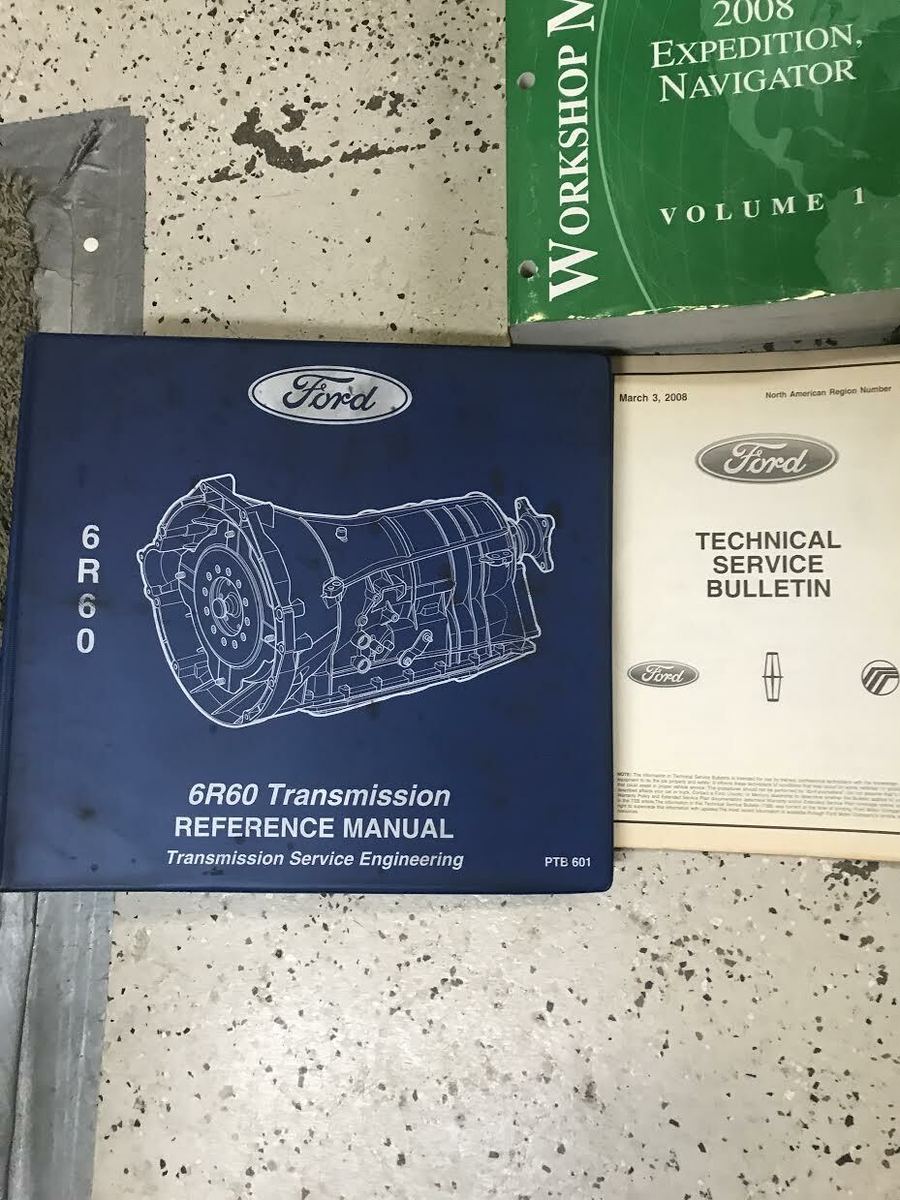 WORKSHOP M
2008
EXPEDITION,
NAVIGATOR
VOLUME 1
Ford
6
R
6
0
6R60 Transmission
REFERENCE MANUAL
Transmission Service Engineering
PTB 601
March 3, 2008
North American Region Number
Ford
TECHNICAL
SERVICE
BULLETIN
Ford